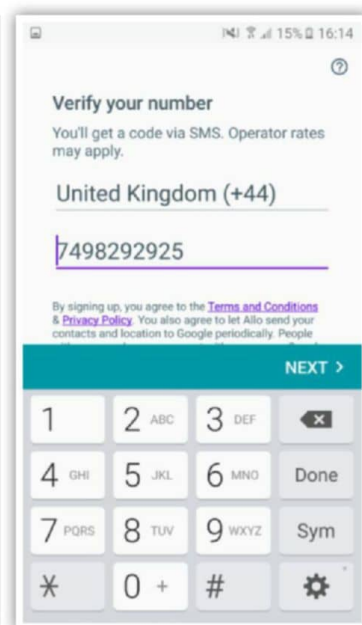 15% 16:14
?
Verify your number
You'll get a code via SMS. Operator rates
may apply.
United Kingdom (+44)
7498292925
By signing up, you agree to the Terms and Conditions
& Privacy Policy. You also agree to let Allo send your
contacts and location to Google periodically. People
NEXT >
1 2 ABC 3 DEF
4 GHI 5 JKL 6 MNO Done
7 PQRS 8 TUV 9 WXYZ Sym
* 0 + #